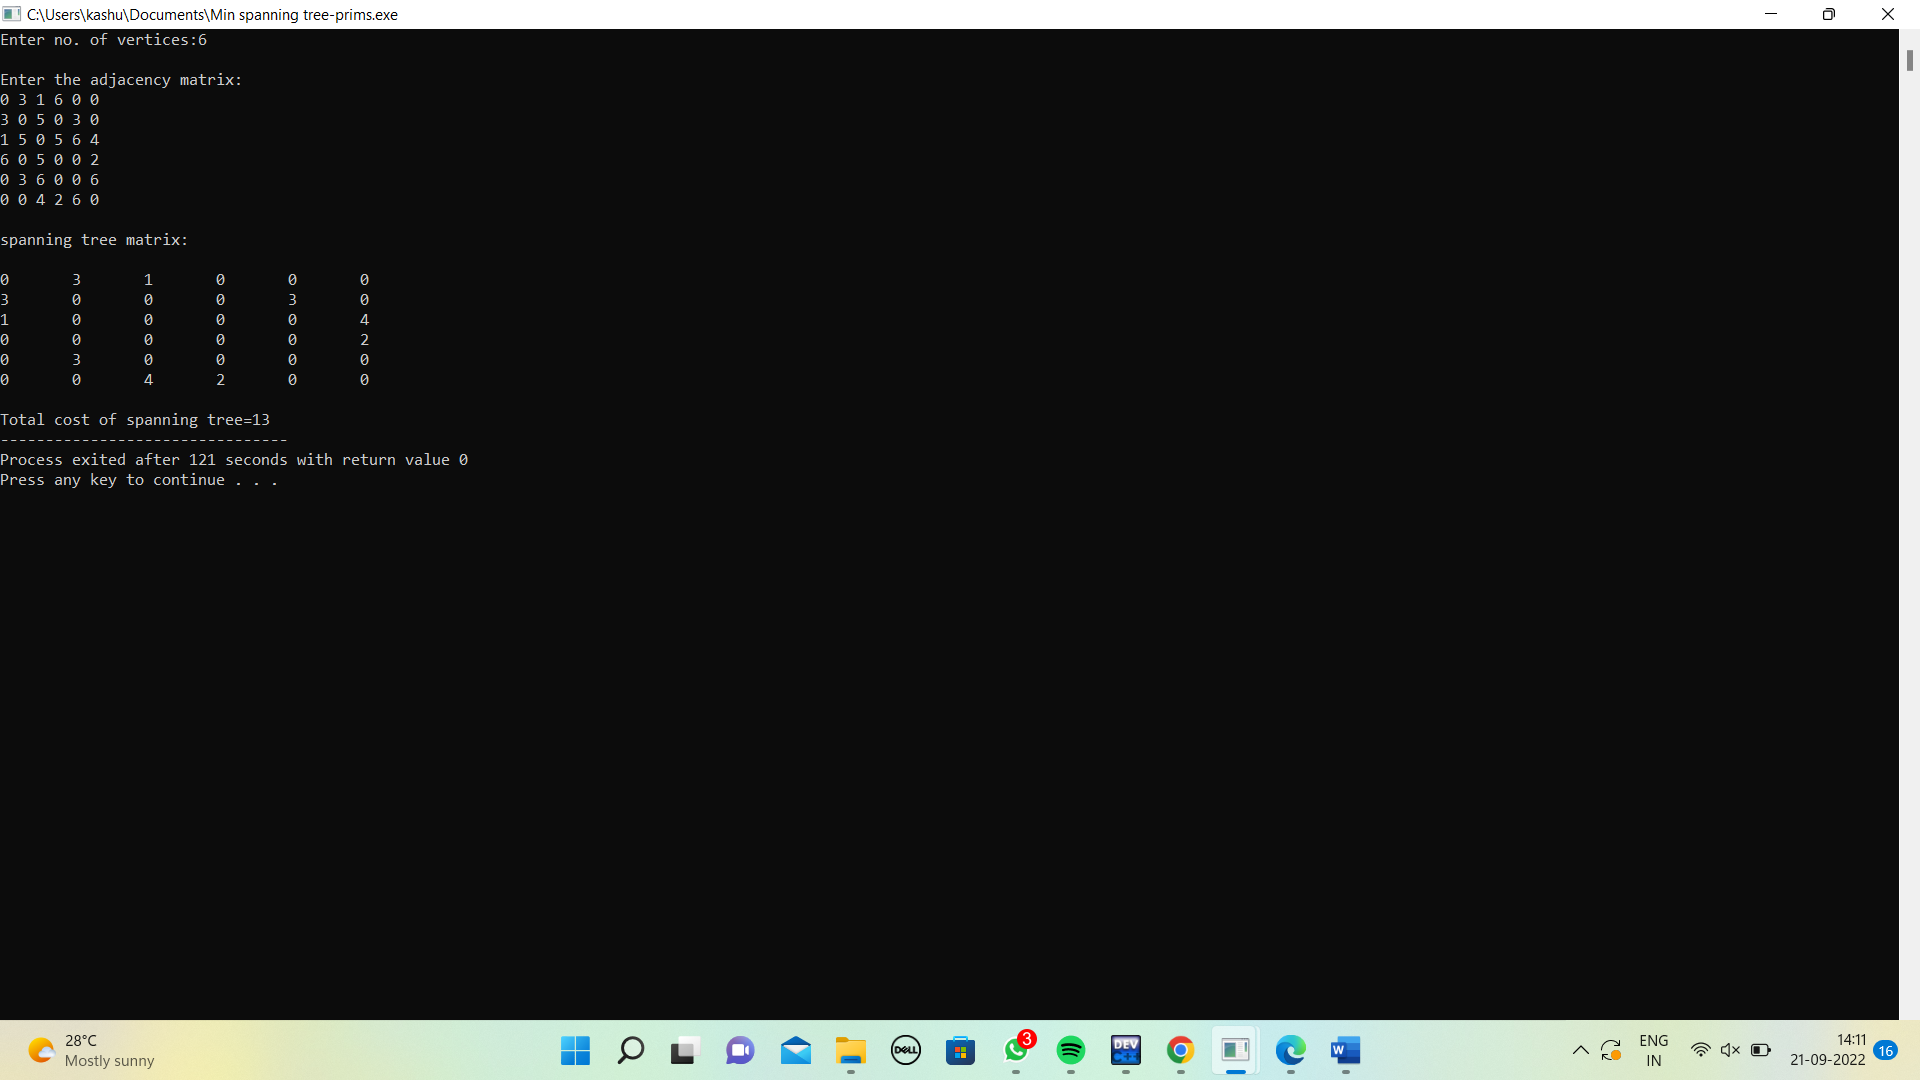 C:\Users\kashu\Documents\Min spanning tree-prims.exe
Enter no. of vertices:6
Enter the adjacency matrix:
0 3 1 6 0 0
3 0 5 0 3 0
1 5 0 5 6 4
6 0 5 0 0 2
0 3 6 0 0 6
0 0 4 2 6 0
spanning tree matrix:
0 3 1 0 0 0
3 0 0 0 3 0
1 0 0 0 0 4
0 0 0 0 0 2
0 3 0 0 0 0
0 0 4 2 0 0
Total cost of spanning tree=13
--------------------------------
Process exited after 121 seconds with return value 0
Press any key to continue . . .
28°C
Mostly sunny
DELL
3
DEV
C++
W
ENG
IN
14:11
21-09-2022
16